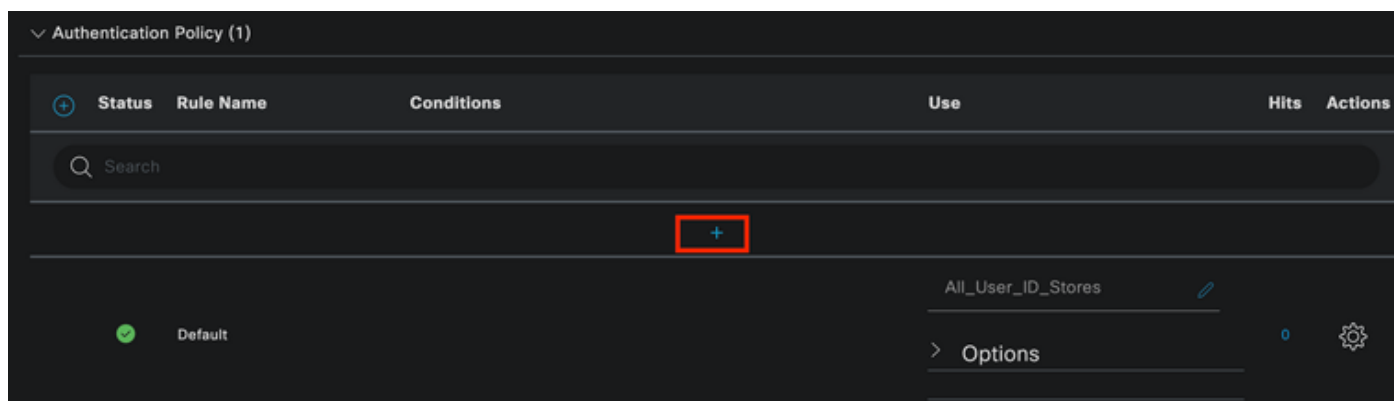 Authentication Policy (1)
Status Rule Name Conditions Use Hits Actions
Search
+
All_User_ID_Stores
Default 0
Options